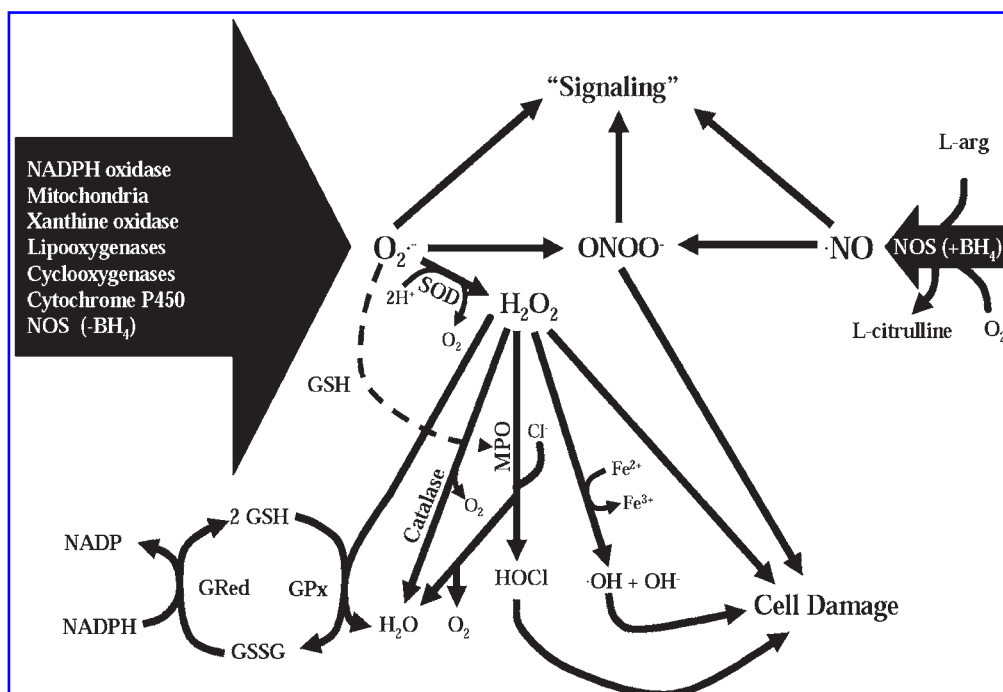 “Signaling”
L-arg
NADPH oxidase
Mitochondria
Xanthine oxidase
Lipooxygenases
Cyclooxygenases
Cytochrome P450
NOS (-BH₄)
O₂·⁻
ONOO⁻
·NO
NOS (+BH₄)
2H⁺
SOD
H₂O₂
O₂
L-citrulline
O₂
GSH
Cl⁻
MPO
Catalase
O₂
Fe²⁺
Fe³⁺
2 GSH
NADP
GRed
GPx
HOCl
·OH + OH⁻
Cell Damage
NADPH
H₂O
O₂
GSSG